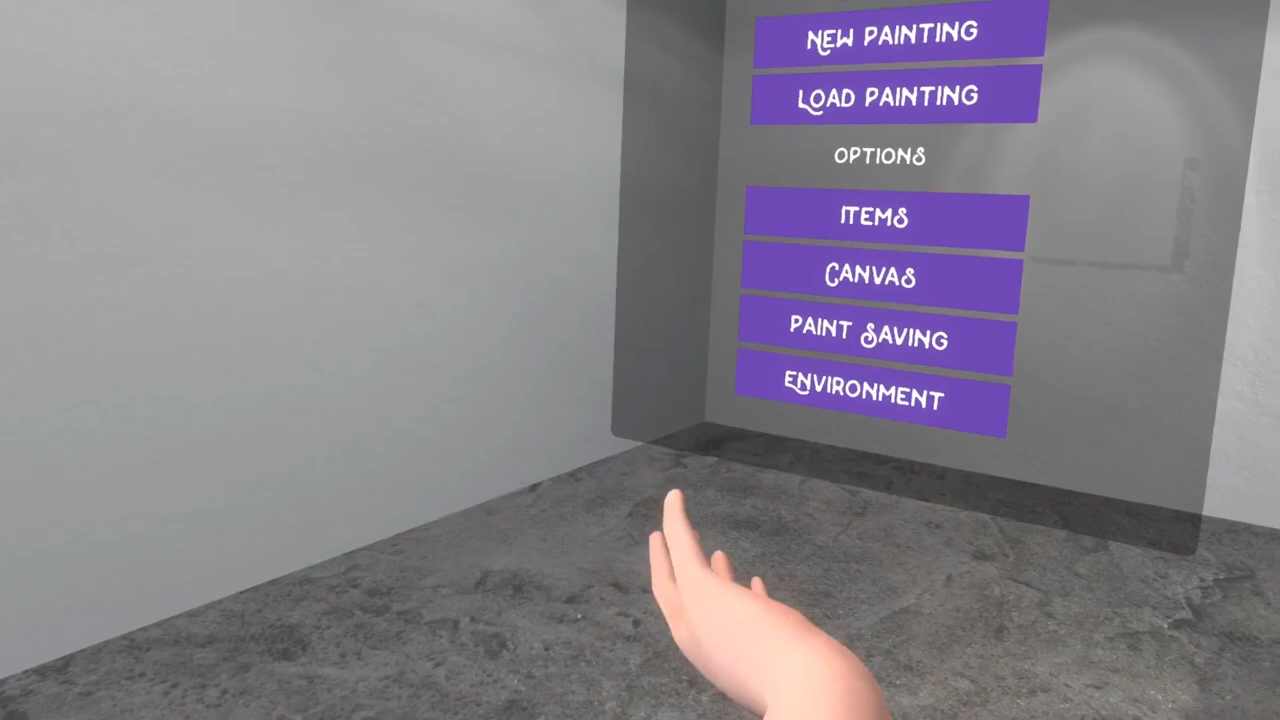 New Painting
Load Painting
Options
Items
Canvas
Paint Saving
Environment